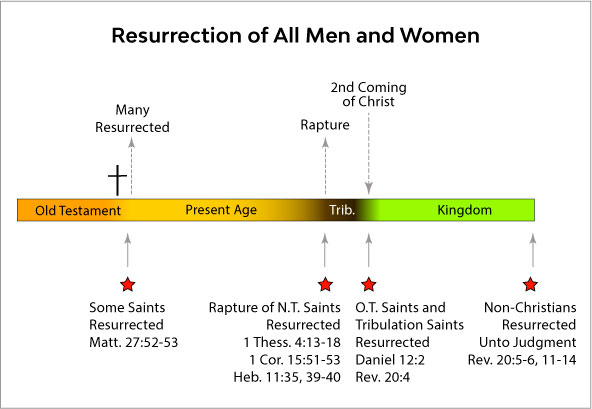 Resurrection of All Men and Women
2nd Coming
of Christ
Many
Resurrected
Rapture
Old Testament
Present Age
Trib.
Kingdom
Some Saints
Resurrected
Matt. 27:52-53
Rapture of N.T. Saints
Resurrected
1 Thess. 4:13-18
1 Cor. 15:51-53
Heb. 11:35, 39-40
O.T. Saints and
Tribulation Saints
Resurrected
Daniel 12:2
Rev. 20:4
Non-Christians
Resurrected
Unto Judgment
Rev. 20:5-6, 11-14